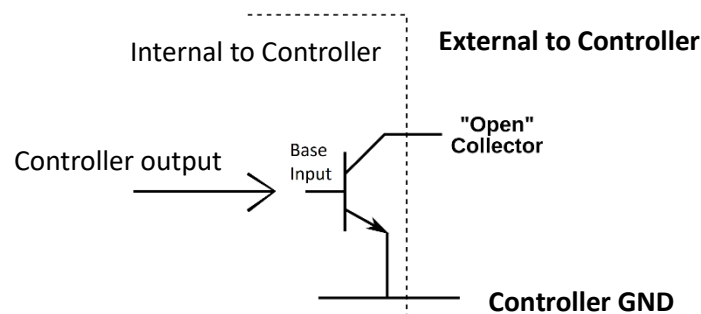 Internal to Controller
External to Controller
"Open"
Collector
Base
Input
Controller output
Controller GND